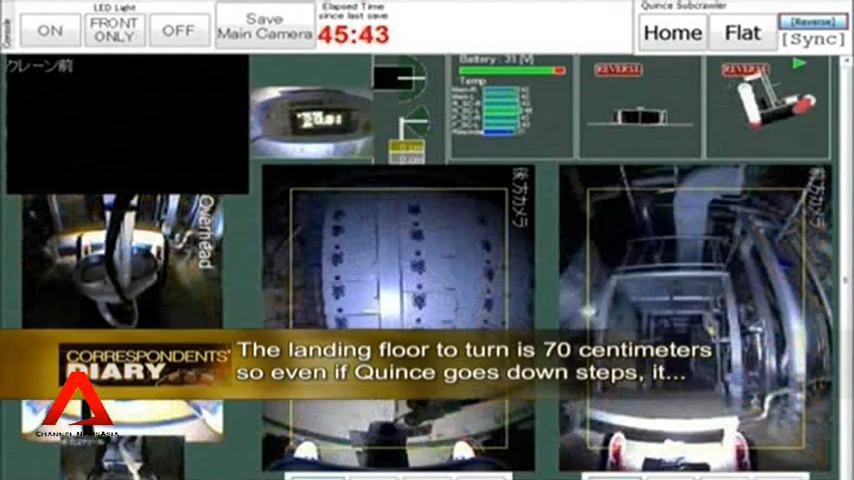 LED Light
ON
FRONT
ONLY
OFF
Save
Main Camera
Elapsed Time
since last save
45:43
Quince Subcrawler
Home
Flat
[Reverse]
[Sync]
Console
クレーン前
Battery : 31 [V]
Temp
REVERSE
REVERSE
Overhead
後方カメラ
前方カメラ
CORRESPONDENTS'
DIARY
The landing floor to turn is 70 centimeters
so even if Quince goes down steps, it...
CHANNEL NEWSASIA